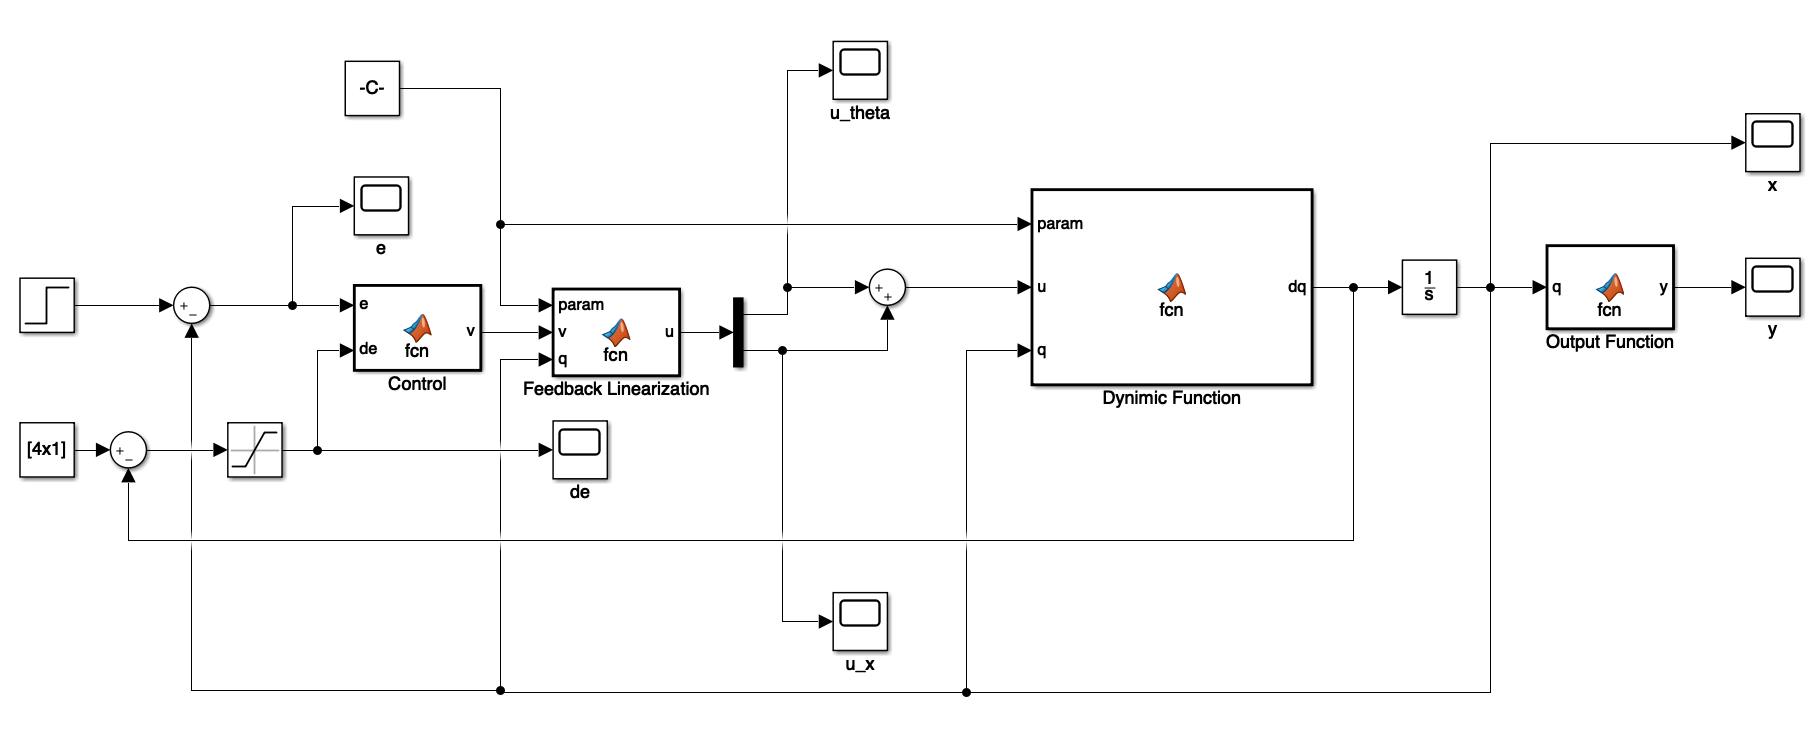 -C-
u_theta
x
e
param
u
q
fcn
dq
1
s
q
fcn
y
Output Function
y
Dynimic Function
+
−
e
de
fcn
v
Control
param
v
q
fcn
u
Feedback Linearization
+
+
[4x1]
+
−
de
u_x